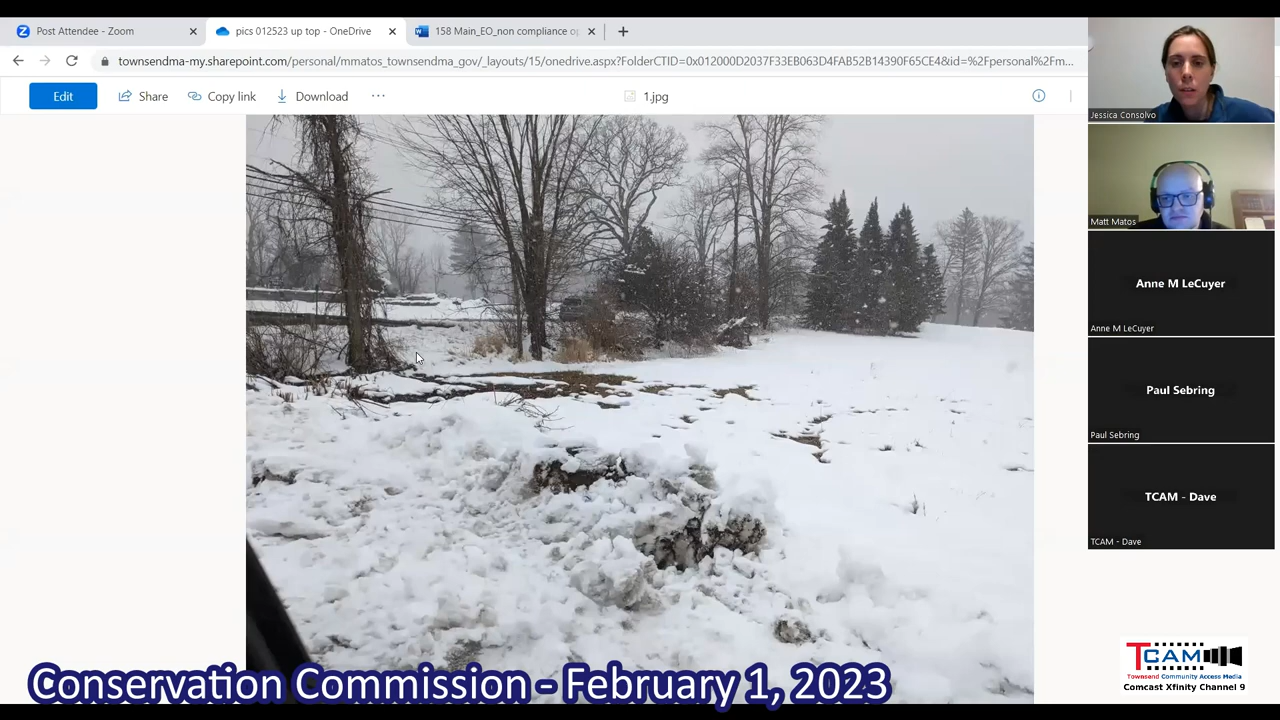 Post Attendee - Zoom
pics 012523 up top - OneDrive
158 Main_EO_non compliance o
townsendma-my.sharepoint.com/personal/mmatos_townsendma_gov/_layouts/15/onedrive.aspx?FolderCTID=0x012000D2037F33EB063D4FAB52B14390F65CE4&id=%2Fpersonal%2Fm...
Edit
Share
Copy link
Download
1.jpg
Jessica Consolvo
Matt Matos
Anne M LeCuyer
Anne M LeCuyer
Paul Sebring
Paul Sebring
TCAM - Dave
TCAM - Dave
TCAM
Townsend Community Access Media
Comcast Xfinity Channel 9
Conservation Commission - February 1, 2023